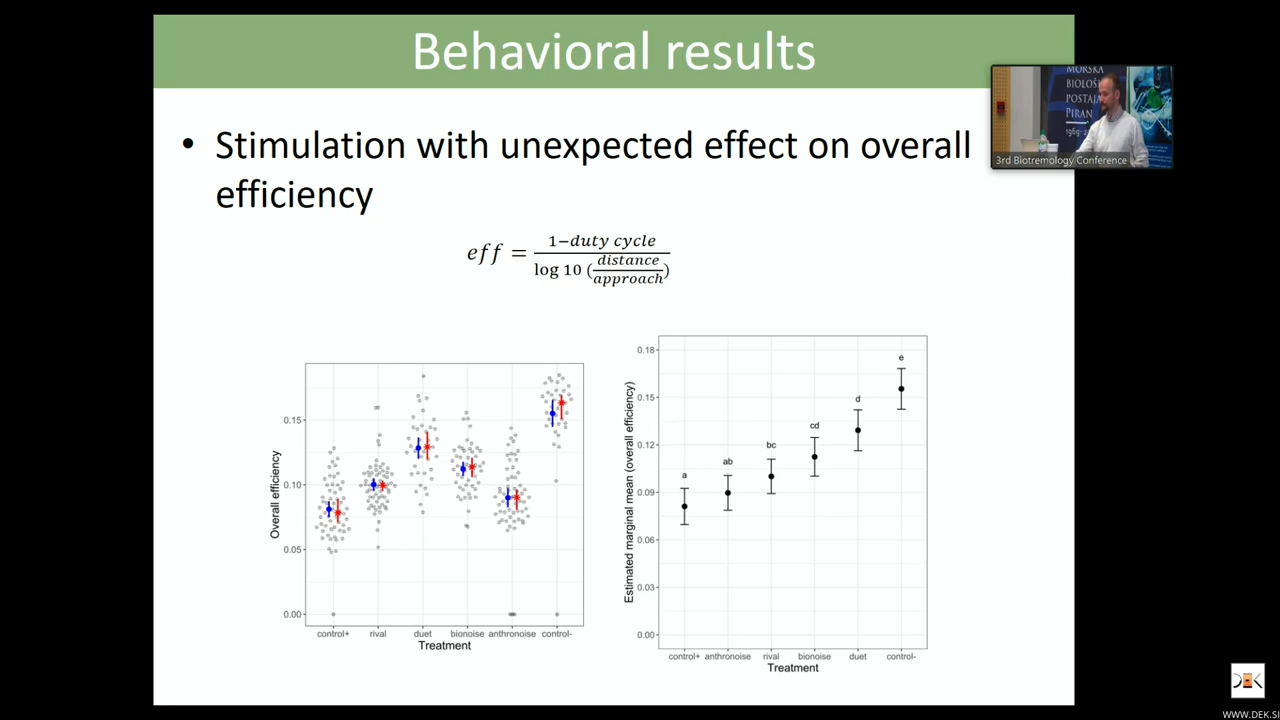 Behavioral results
• Stimulation with unexpected effect on overall
efficiency
eff = 1−duty cycle / log 10 (distance / approach)
MORSKA
BIOLOŠ
POSTAJ
PIRAN
3rd Biotremology Conference
Overall efficiency
0.15
0.10
0.05
0.00
control+ rival duet bionoise anthronoise control-
Treatment
Estimated marginal mean (overall efficiency)
0.18
0.15
0.12
0.09
0.06
0.03
0.00
a ab bc cd d e
control+ anthronoise rival bionoise duet control-
Treatment
DEK
WWW.DEK.SI